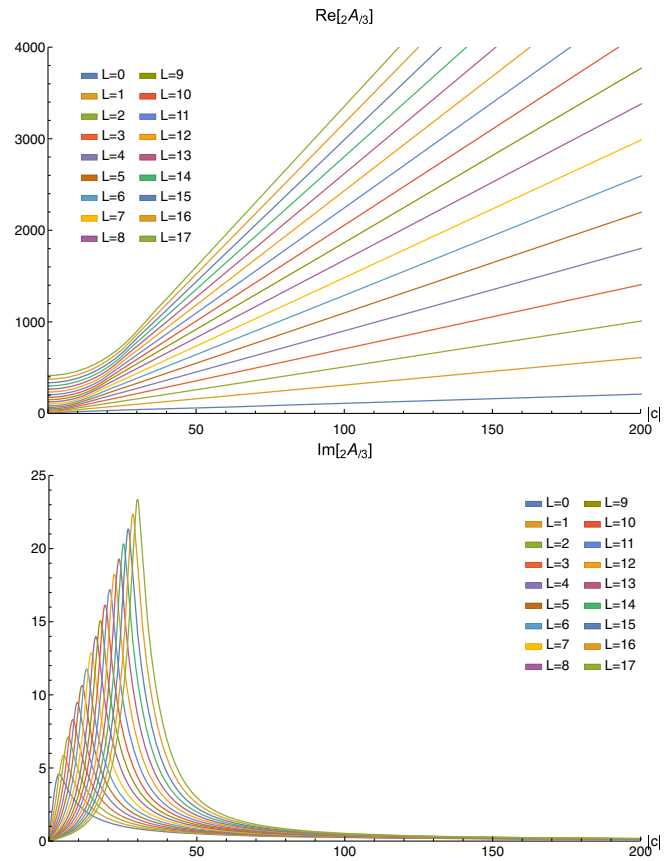 Re[₂A/₃]
4000
3000
2000
1000
0
L=0 L=9
L=1 L=10
L=2 L=11
L=3 L=12
L=4 L=13
L=5 L=14
L=6 L=15
L=7 L=16
L=8 L=17
50 100 150 200
|c|
Im[₂A/₃]
25
20
15
10
5
0
L=0 L=9
L=1 L=10
L=2 L=11
L=3 L=12
L=4 L=13
L=5 L=14
L=6 L=15
L=7 L=16
L=8 L=17
50 100 150 200
|c|